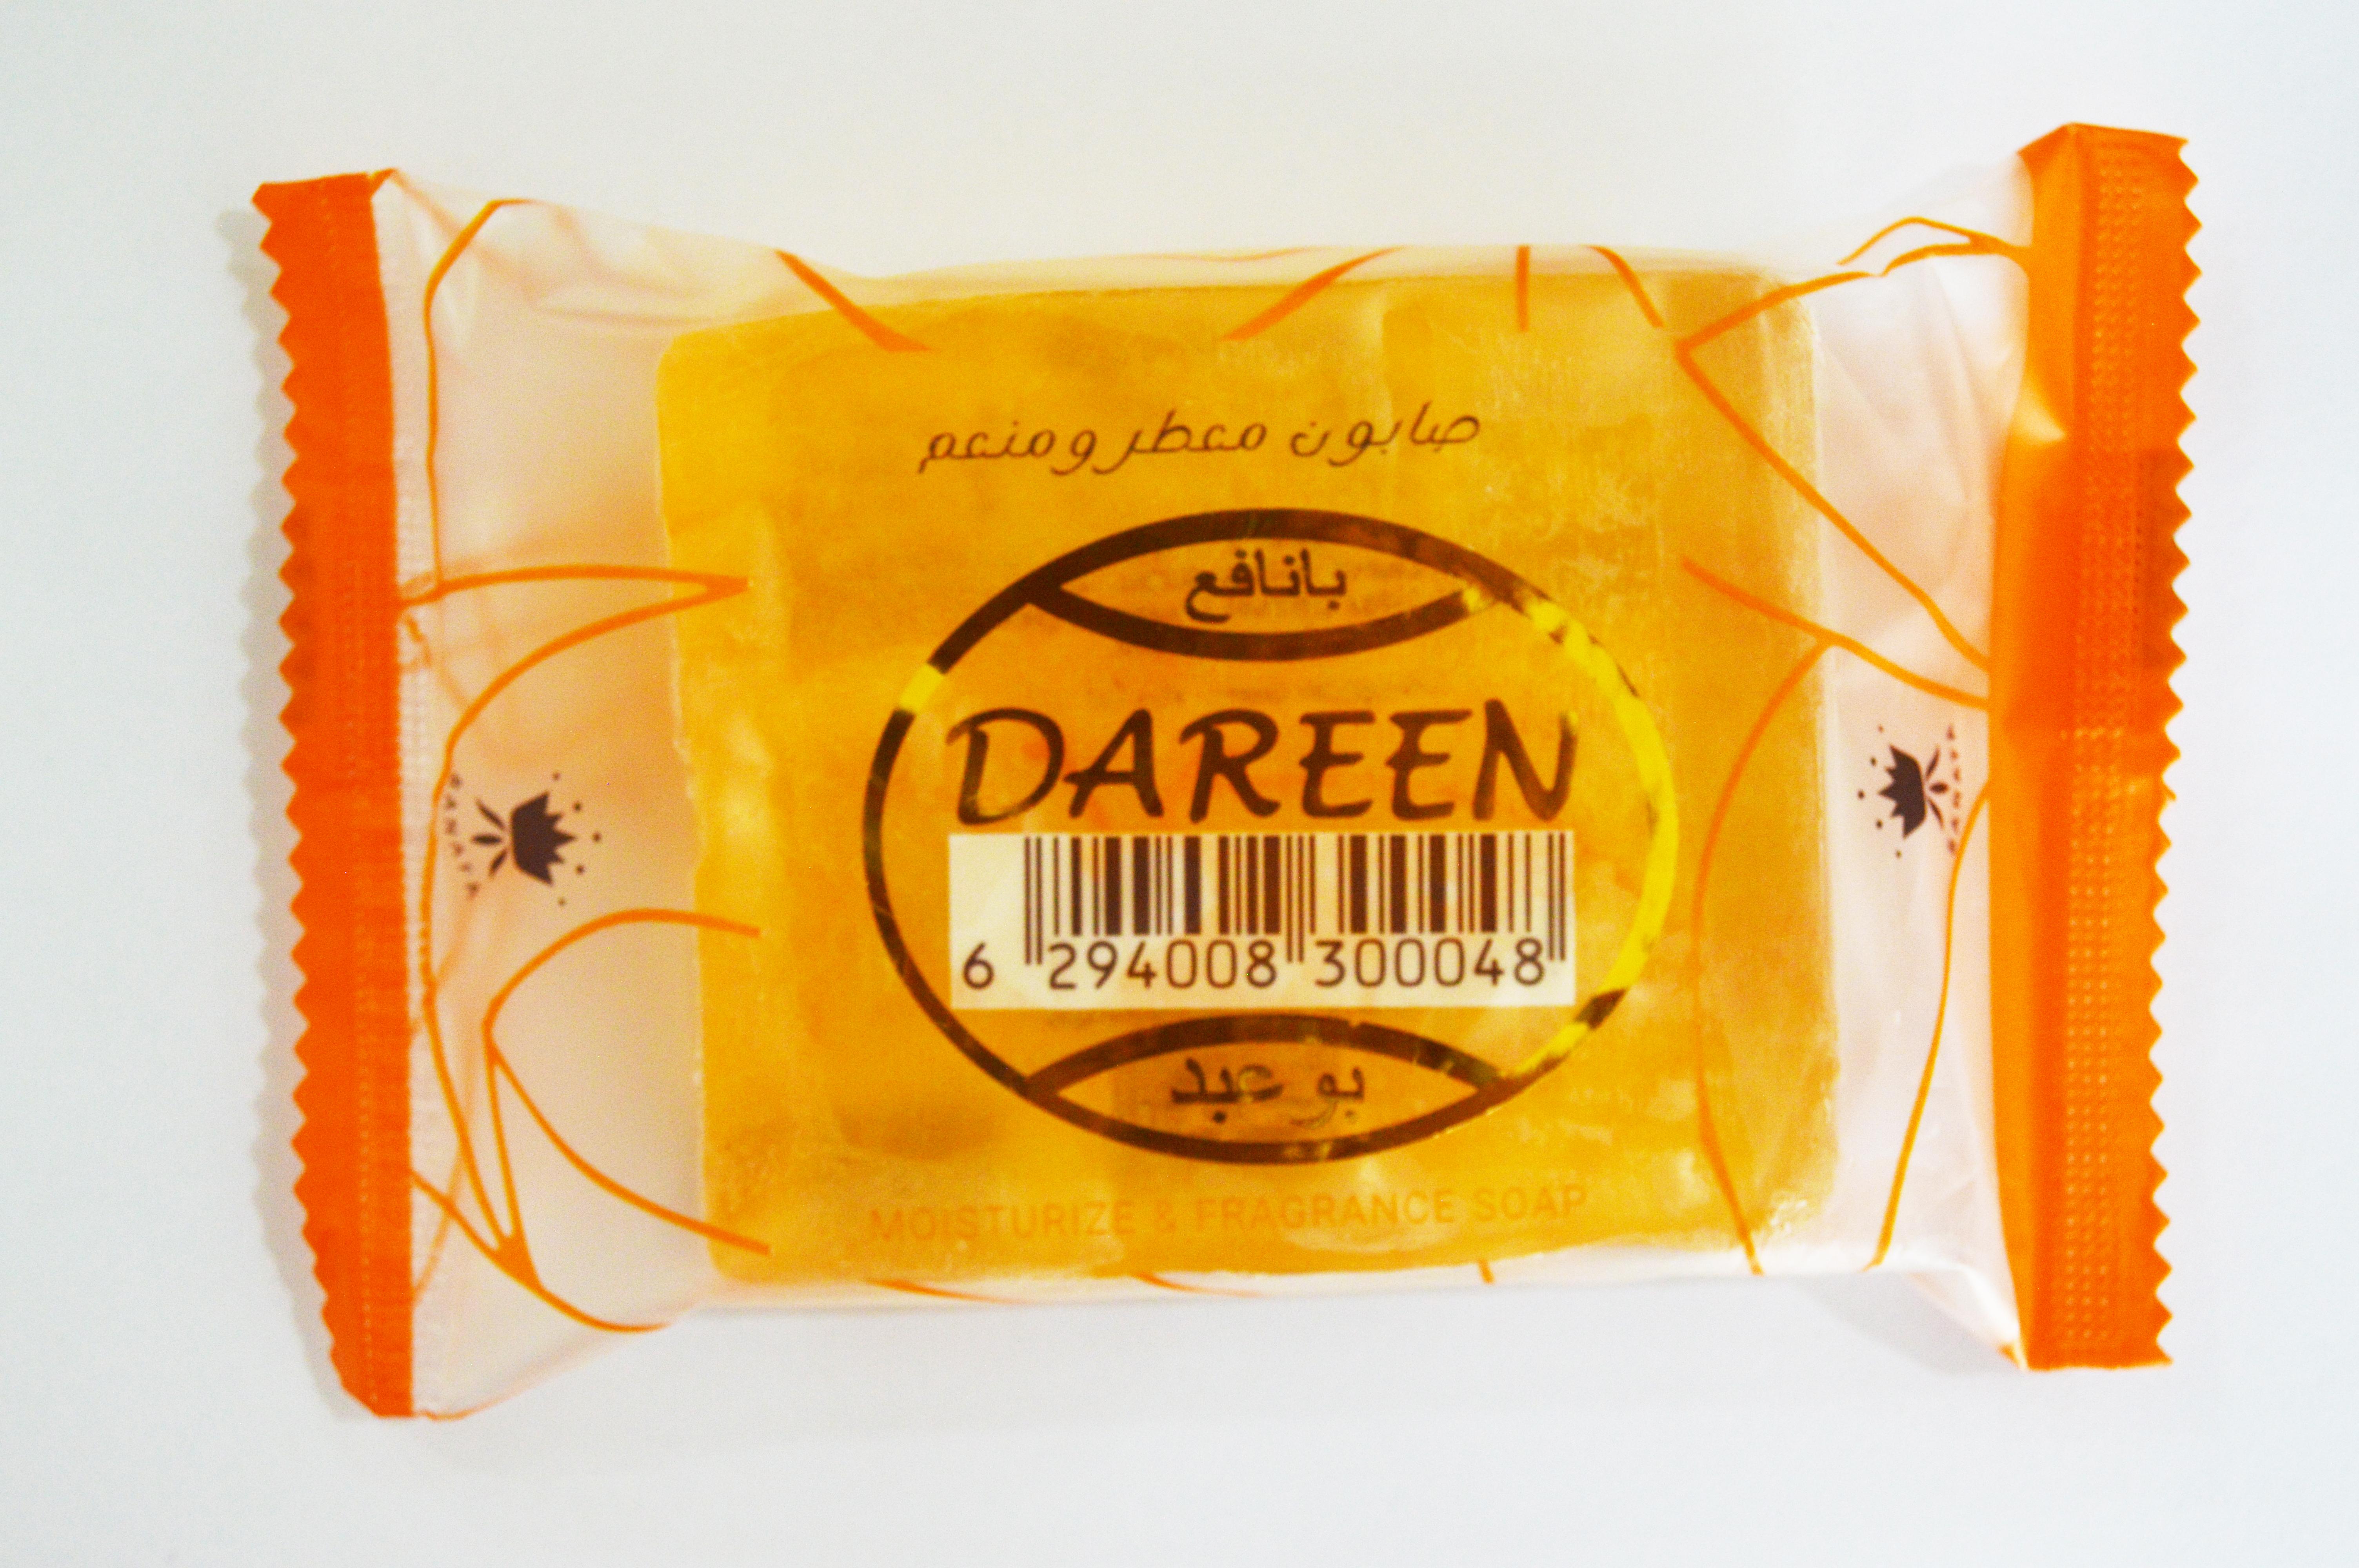 صابون معطر ومنعم
بانافع
DAREEN
6 294008 300048
بو عبد
MOISTURIZE & FRAGRANCE SOAP